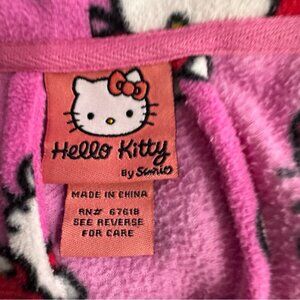 Hello Kitty
By Sanrio
MADE IN CHINA
RN# 67618
SEE REVERSE
FOR CARE